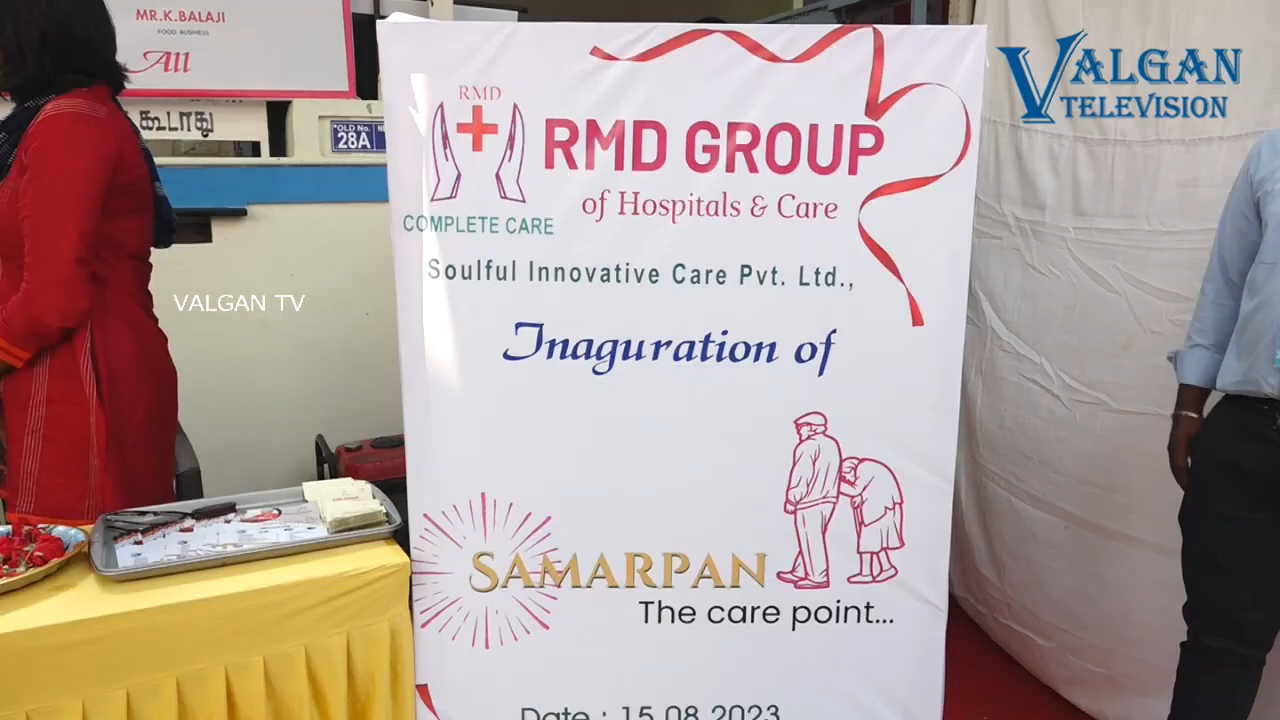 MR.K.BALAJI
FOOD BUSINESS
All
கூடாது
*OLD No.
28A
VALGAN TELEVISION
VALGAN TV
RMD
COMPLETE CARE
RMD GROUP
of Hospitals & Care
Soulful Innovative Care Pvt. Ltd.,
Inaguration of
SAMARPAN
The care point...
Date : 15.08.2023